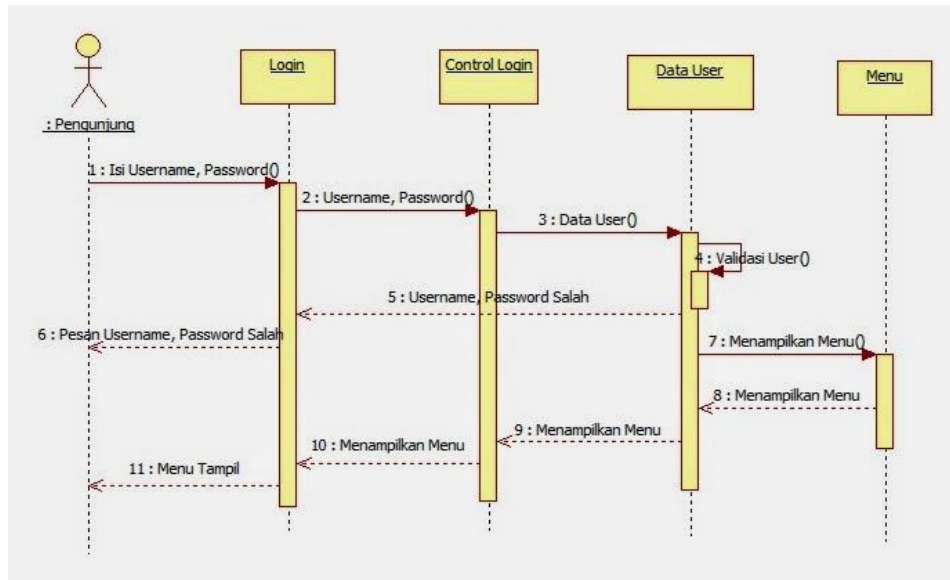 Login
Control Login
Data User
Menu
: Pengunjung
1 : Isi Username, Password()
2 : Username, Password()
3 : Data User()
4 : Validasi User()
5 : Username, Password Salah
6 : Pesan Username, Password Salah
7 : Menampilkan Menu()
8 : Menampilkan Menu
9 : Menampilkan Menu
10 : Menampilkan Menu
11 : Menu Tampil